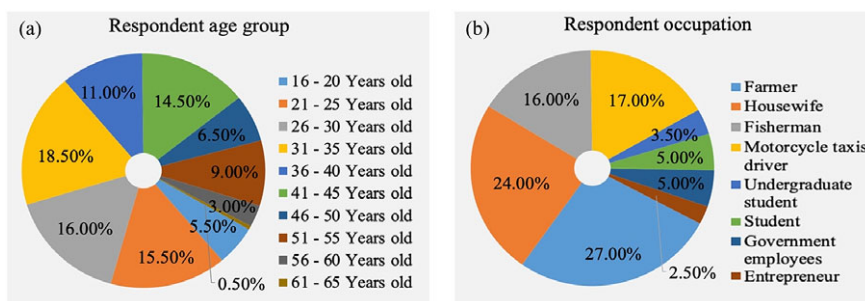 (a) Respondent age group
11.00%
14.50%
6.50%
18.50%
9.00%
3.00%
5.50%
16.00%
15.50%
0.50%
16 - 20 Years old
21 - 25 Years old
26 - 30 Years old
31 - 35 Years old
36 - 40 Years old
41 - 45 Years old
46 - 50 Years old
51 - 55 Years old
56 - 60 Years old
61 - 65 Years old
(b) Respondent occupation
16.00%
17.00%
3.50%
5.00%
5.00%
24.00%
27.00%
2.50%
Farmer
Housewife
Fisherman
Motorcycle taxis
driver
Undergraduate
student
Student
Government
employees
Entrepreneur